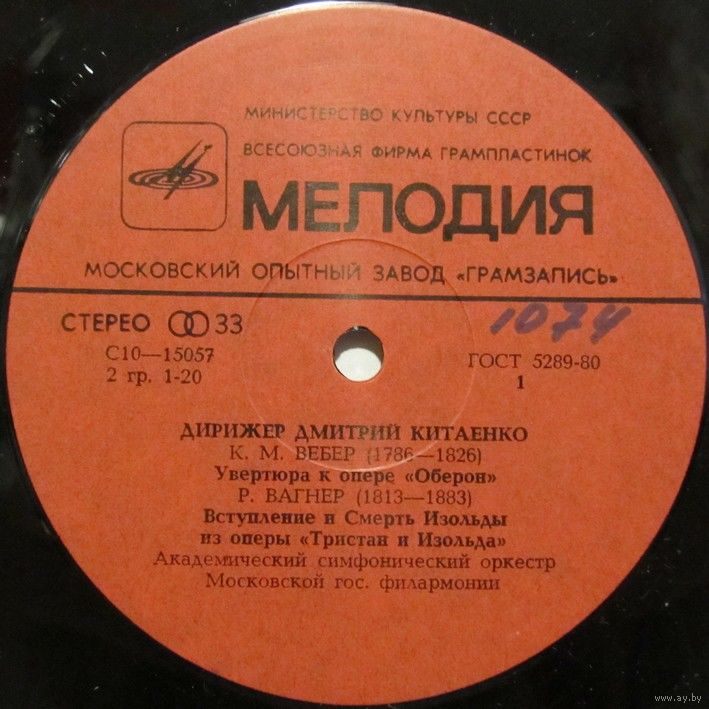 МИНИСТЕРСТВО КУЛЬТУРЫ СССР
ВСЕСОЮЗНАЯ ФИРМА ГРАМПЛАСТИНОК
МЕЛОДИЯ
МОСКОВСКИЙ ОПЫТНЫЙ ЗАВОД «ГРАМЗАПИСЬ»
СТЕРЕО 33
1074
С10—15057
ГОСТ 5289-80
2 гр. 1-20
1
ДИРИЖЕР ДМИТРИЙ КИТАЕНКО
К. М. ВЕБЕР (1786—1826)
Увертюра к опере «Оберон»
Р. ВАГНЕР (1813—1883)
Вступление и Смерть Изольды
из оперы «Тристан и Изольда»
Академический симфонический оркестр
Московской гос. филармонии
www.ay.by